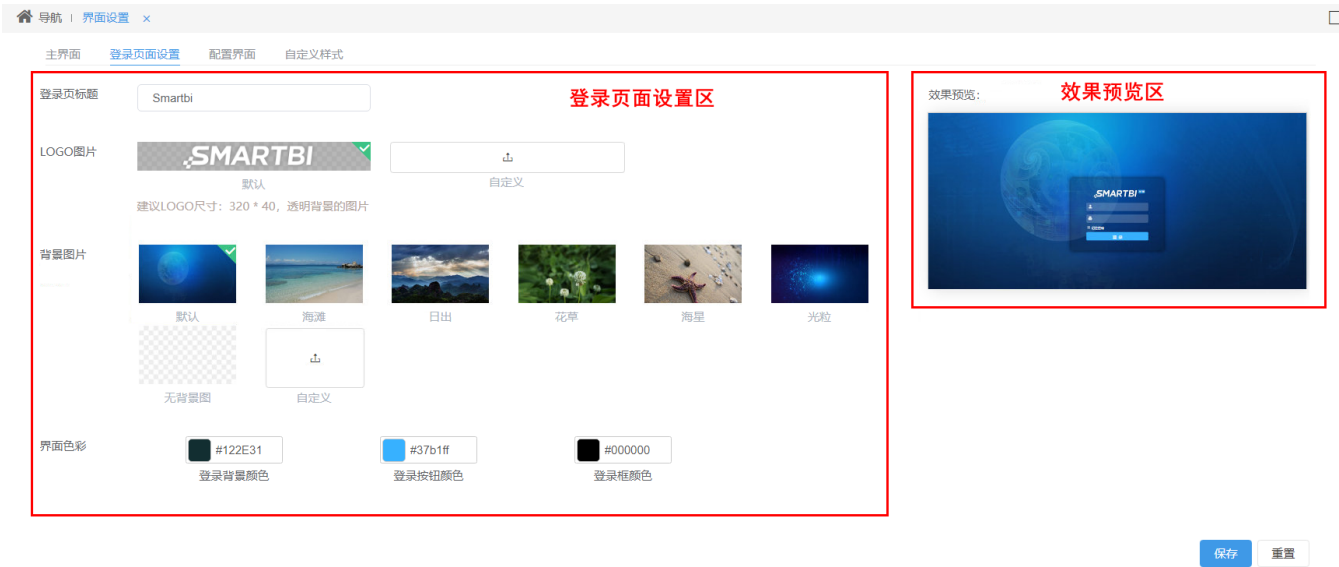 导航 | 界面设置 ×
主界面 登录页面设置 配置界面 自定义样式
登录页标题 Smartbi 登录页面设置区
LOGO图片 SMARTBI
默认 自定义
建议LOGO尺寸：320 * 40，透明背景的图片
背景图片
默认 海滩 日出 花草 海星 光粒
无背景图 自定义
界面色彩 #122E31 #37b1ff #000000
登录背景颜色 登录按钮颜色 登录框颜色
效果预览： 效果预览区
SMARTBI
保存 重置